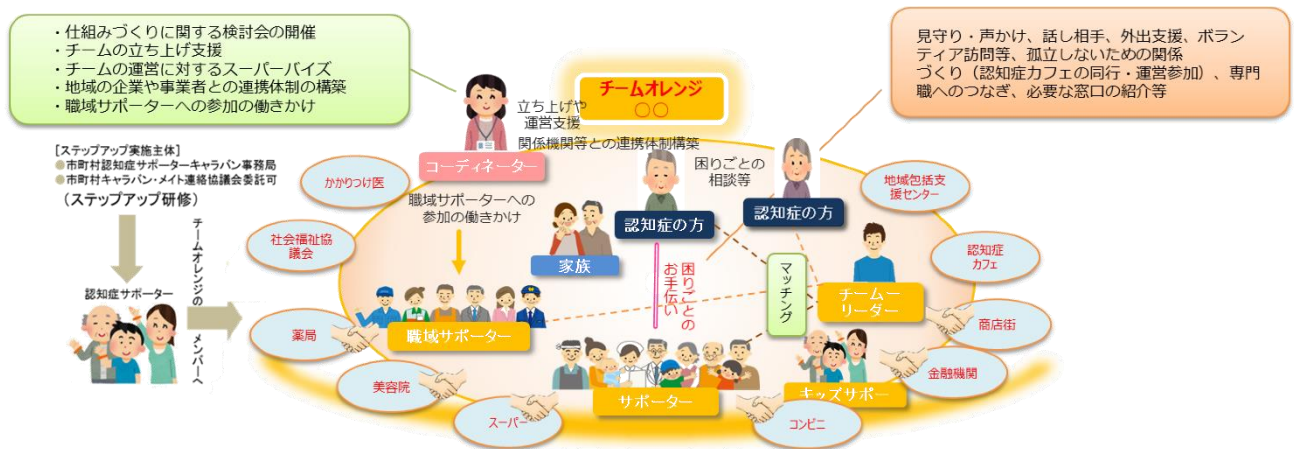 ・仕組みづくりに関する検討会の開催
・チームの立ち上げ支援
・チームの運営に対するスーパーバイズ
・地域の企業や事業者との連携体制の構築
・職域サポーターへの参加の働きかけ
見守り・声かけ、話し相手、外出支援、ボラン
ティア訪問等、孤立しないための関係
づくり（認知症カフェの同行・運営参加）、専門
職へのつなぎ、必要な窓口の紹介等
チームオレンジ
〇〇
立ち上げや
運営支援
関係機関等との連携体制構築
コーディネーター
[ステップアップ実施主体]
●市町村認知症サポーターキャラバン事務局
●市町村キャラバン・メイト連絡協議会委託可
（ステップアップ研修）
チームオレンジの
メンバーへ
認知症サポーター
かかりつけ医
社会福祉協
議会
薬局
美容院
スーパー
コンビニ
金融機関
商店街
認知症
カフェ
地域包括支
援センター
職域サポーターへの
参加の働きかけ
困りごとの
相談等
認知症の方
認知症の方
家族
困りごとの
お手伝い
マッチング
チームー
リーダー
職域サポーター
サポーター
キッズサポー